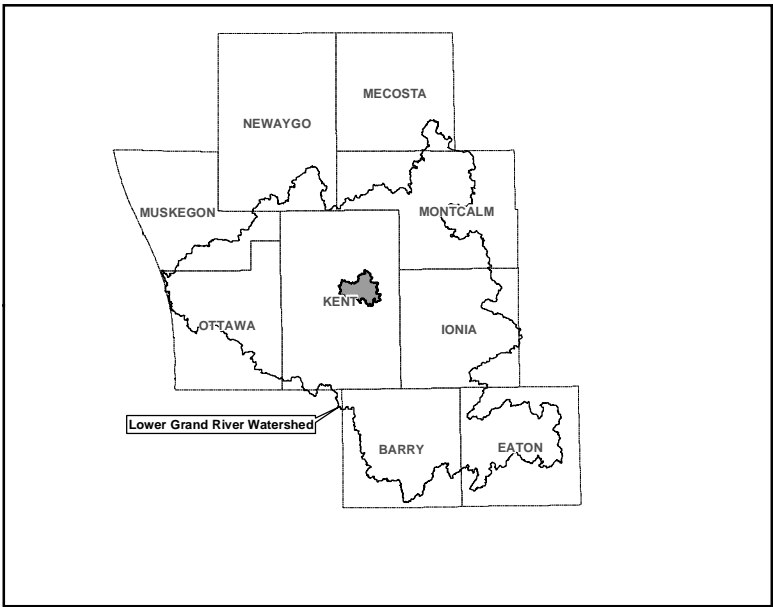 MECOSTA
NEWAYGO
MUSKEGON
MONTCALM
KENT
OTTAWA
IONIA
Lower Grand River Watershed
BARRY
EATON